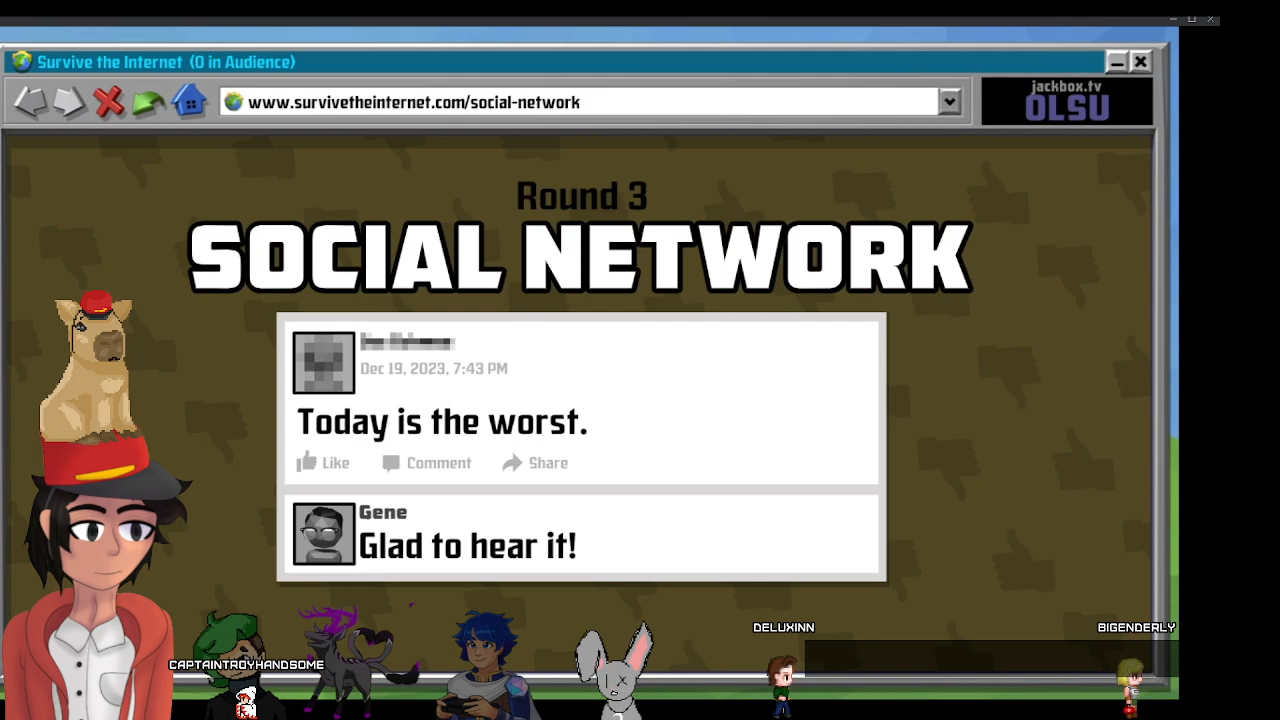 Survive the Internet (0 in Audience)
www.survivetheinternet.com/social-network
jackbox.tv
OLSU
Round 3
SOCIAL NETWORK
Dec 19, 2023, 7:43 PM
Today is the worst.
Like Comment Share
Gene
Glad to hear it!
DELUXINN
BIGENDERLY
CAPTAINTROYHANDSOME